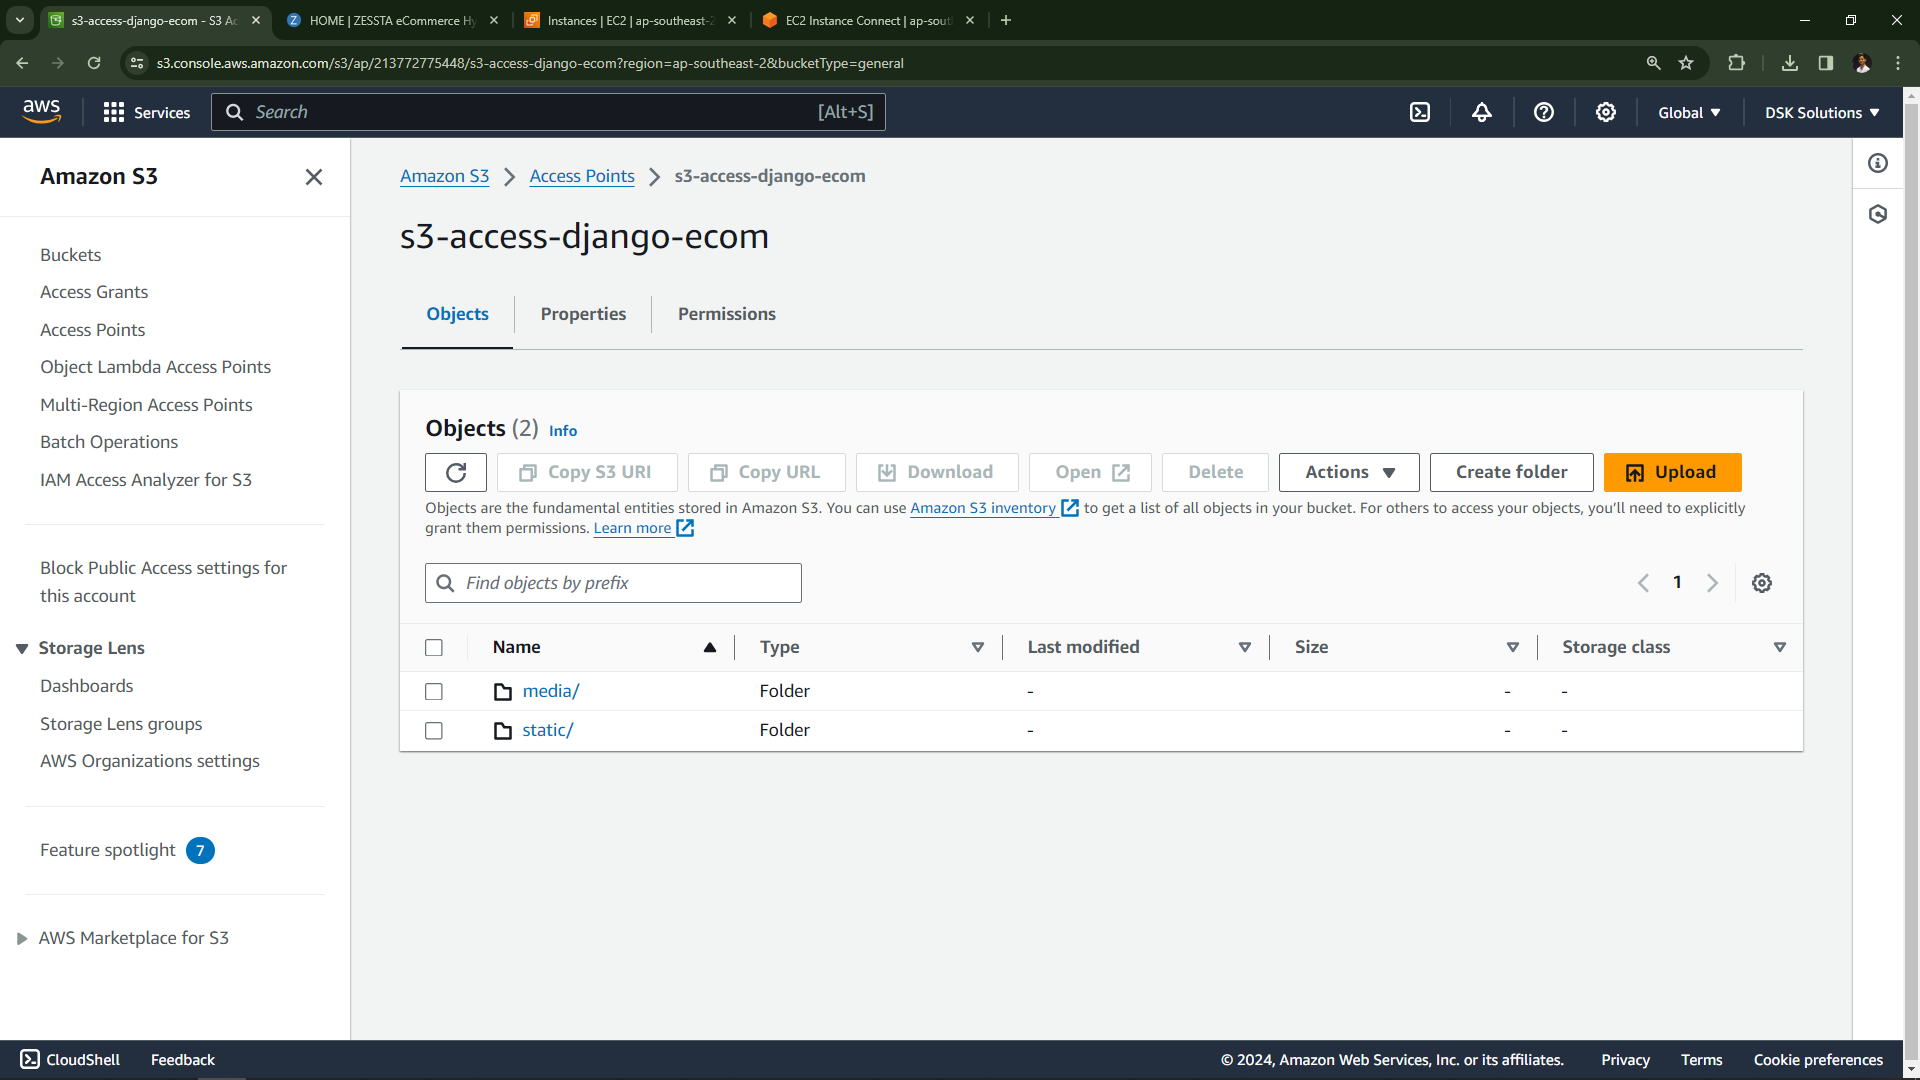 s3-access-django-ecom - S3 Ac
HOME | ZESSTA eCommerce Hy
Instances | EC2 | ap-southeast-2
EC2 Instance Connect | ap-sout
s3.console.aws.amazon.com/s3/ap/213772775448/s3-access-django-ecom?region=ap-southeast-2&bucketType=general
aws
Services
Search
[Alt+S]
Global
DSK Solutions
Amazon S3
Buckets
Access Grants
Access Points
Object Lambda Access Points
Multi-Region Access Points
Batch Operations
IAM Access Analyzer for S3
Block Public Access settings for
this account
Storage Lens
Dashboards
Storage Lens groups
AWS Organizations settings
Feature spotlight 7
AWS Marketplace for S3
Amazon S3 > Access Points > s3-access-django-ecom
s3-access-django-ecom
Objects
Properties
Permissions
Objects (2) Info
Copy S3 URI
Copy URL
Download
Open
Delete
Actions
Create folder
Upload
Objects are the fundamental entities stored in Amazon S3. You can use Amazon S3 inventory to get a list of all objects in your bucket. For others to access your objects, you'll need to explicitly
grant them permissions. Learn more
Find objects by prefix
1
Name Type Last modified Size Storage class
media/ Folder - - -
static/ Folder - - -
CloudShell Feedback
© 2024, Amazon Web Services, Inc. or its affiliates. Privacy Terms Cookie preferences